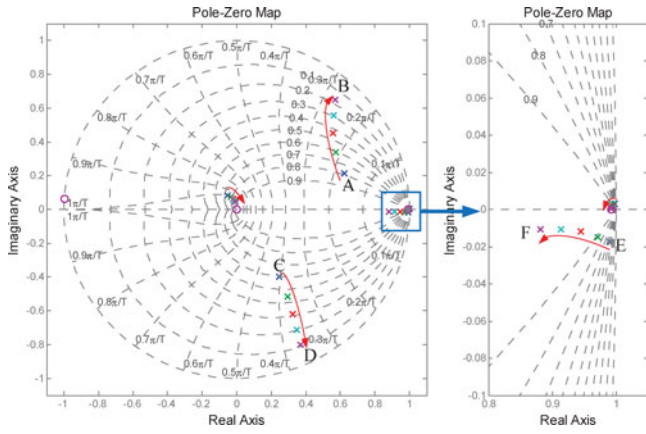 Pole-Zero Map
Imaginary Axis
1
0.8
0.6
0.4
0.2
0
-0.2
-0.4
-0.6
-0.8
-1
0.5π/T
0.6π/T
0.4π/T
0.7π/T
0.3π/T
0.8π/T
0.2π/T
0.9π/T
0.1π/T
1π/T
1π/T
0.9π/T
0.1π/T
0.8π/T
0.2π/T
0.7π/T
0.3π/T
0.6π/T
0.4π/T
0.5π/T
0.1
0.2
0.3
0.4
0.5
0.6
0.7
0.8
0.9
A
B
C
D
-1 -0.8 -0.6 -0.4 -0.2 0 0.2 0.4 0.6 0.8 1
Real Axis
Pole-Zero Map
Imaginary Axis
0.1
0.08
0.06
0.04
0.02
0
-0.02
-0.04
-0.06
-0.08
-0.1
0.7
0.8
0.9
F
E
0.8 0.9 1
Real Axis